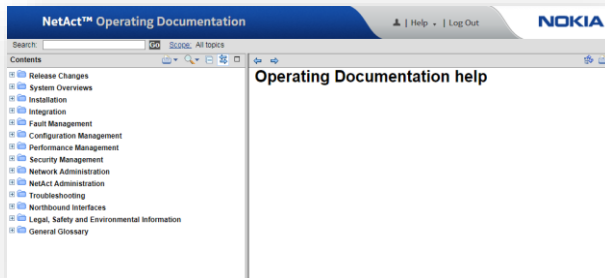 NetAct™ Operating Documentation
| Help | Log Out
NOKIA
Search:
GO
Scope: All topics
Contents
Operating Documentation help
Release Changes
System Overviews
Installation
Integration
Fault Management
Configuration Management
Performance Management
Security Management
Network Administration
NetAct Administration
Troubleshooting
Northbound Interfaces
Legal, Safety and Environmental Information
General Glossary